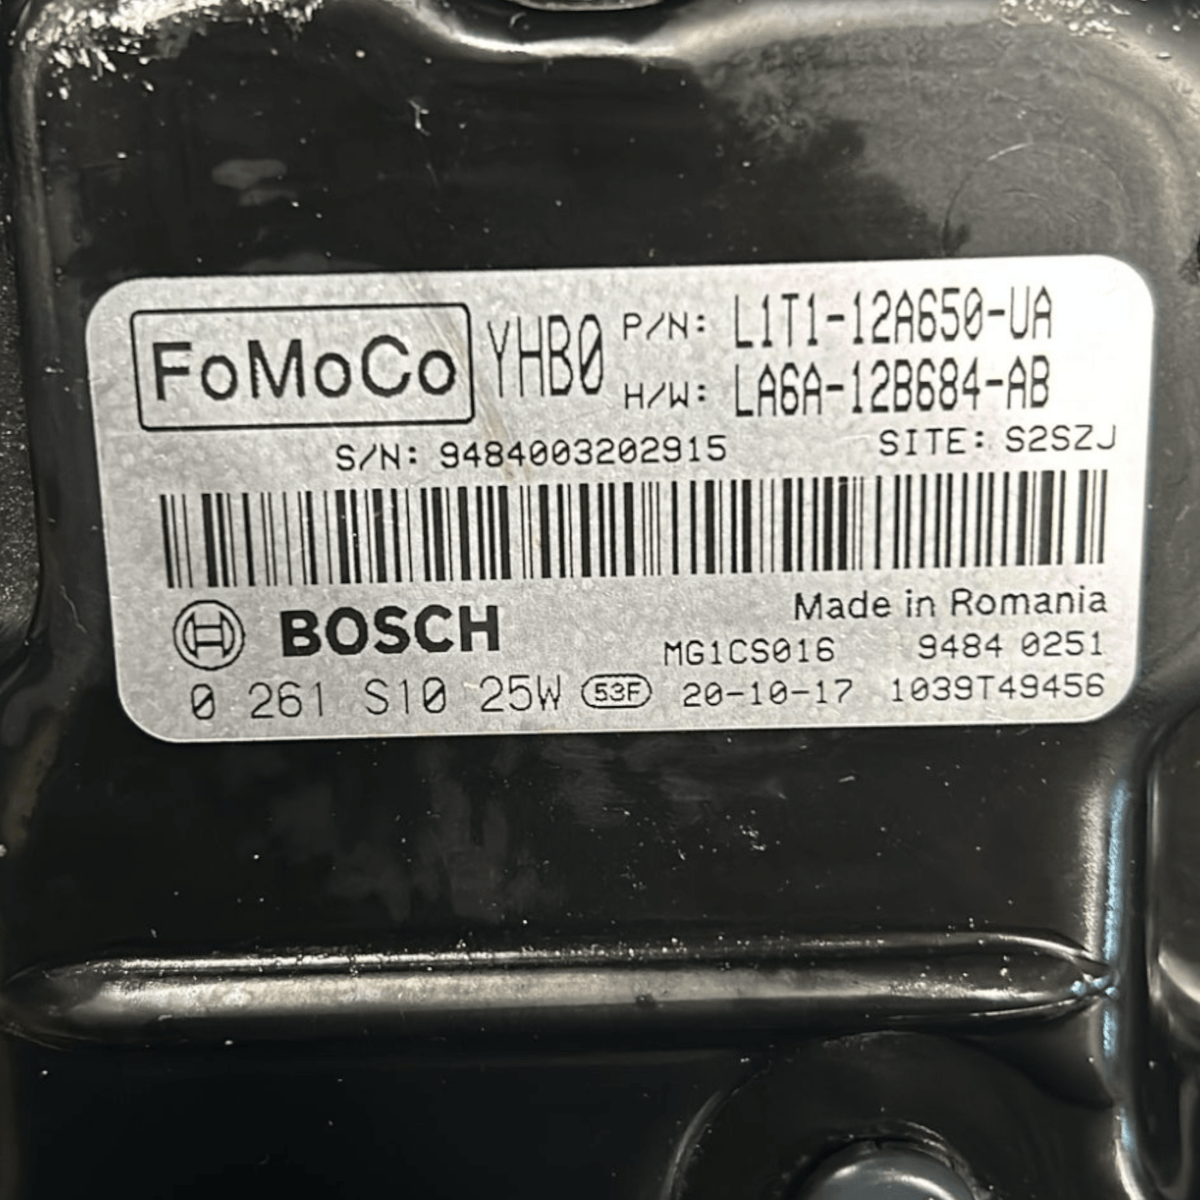 FoMoCo YHB0 P/N: L1T1-12A650-UA
H/W: LA6A-12B684-AB
S/N: 9484003202915 SITE: S2SZJ
BOSCH Made in Romania
MG1CS016 9484 0251
0 261 S10 25W 53F 20-10-17 1039T49456